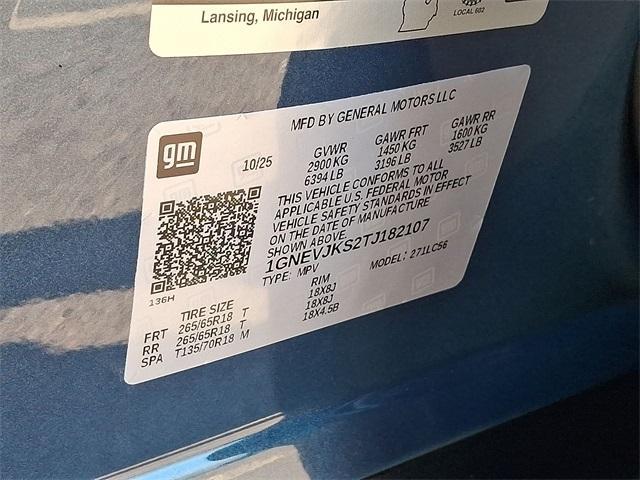 Lansing, Michigan
LOCAL 602
MFD BY GENERAL MOTORS LLC
gm
10/25
GVWR GAWR FRT GAWR RR
2900 KG 1450 KG 1600 KG
6394 LB 3196 LB 3527 LB
THIS VEHICLE CONFORMS TO ALL
APPLICABLE U.S. FEDERAL MOTOR
VEHICLE SAFETY STANDARDS IN EFFECT
ON THE DATE OF MANUFACTURE
SHOWN ABOVE.
1GNEVJKS2TJ182107
TYPE: MPV MODEL: 271LC56
136H
TIRE SIZE RIM
FRT 265/65R18 T 18X8J
RR 265/65R18 T 18X8J
SPA T135/70R18 M 18X4.5B